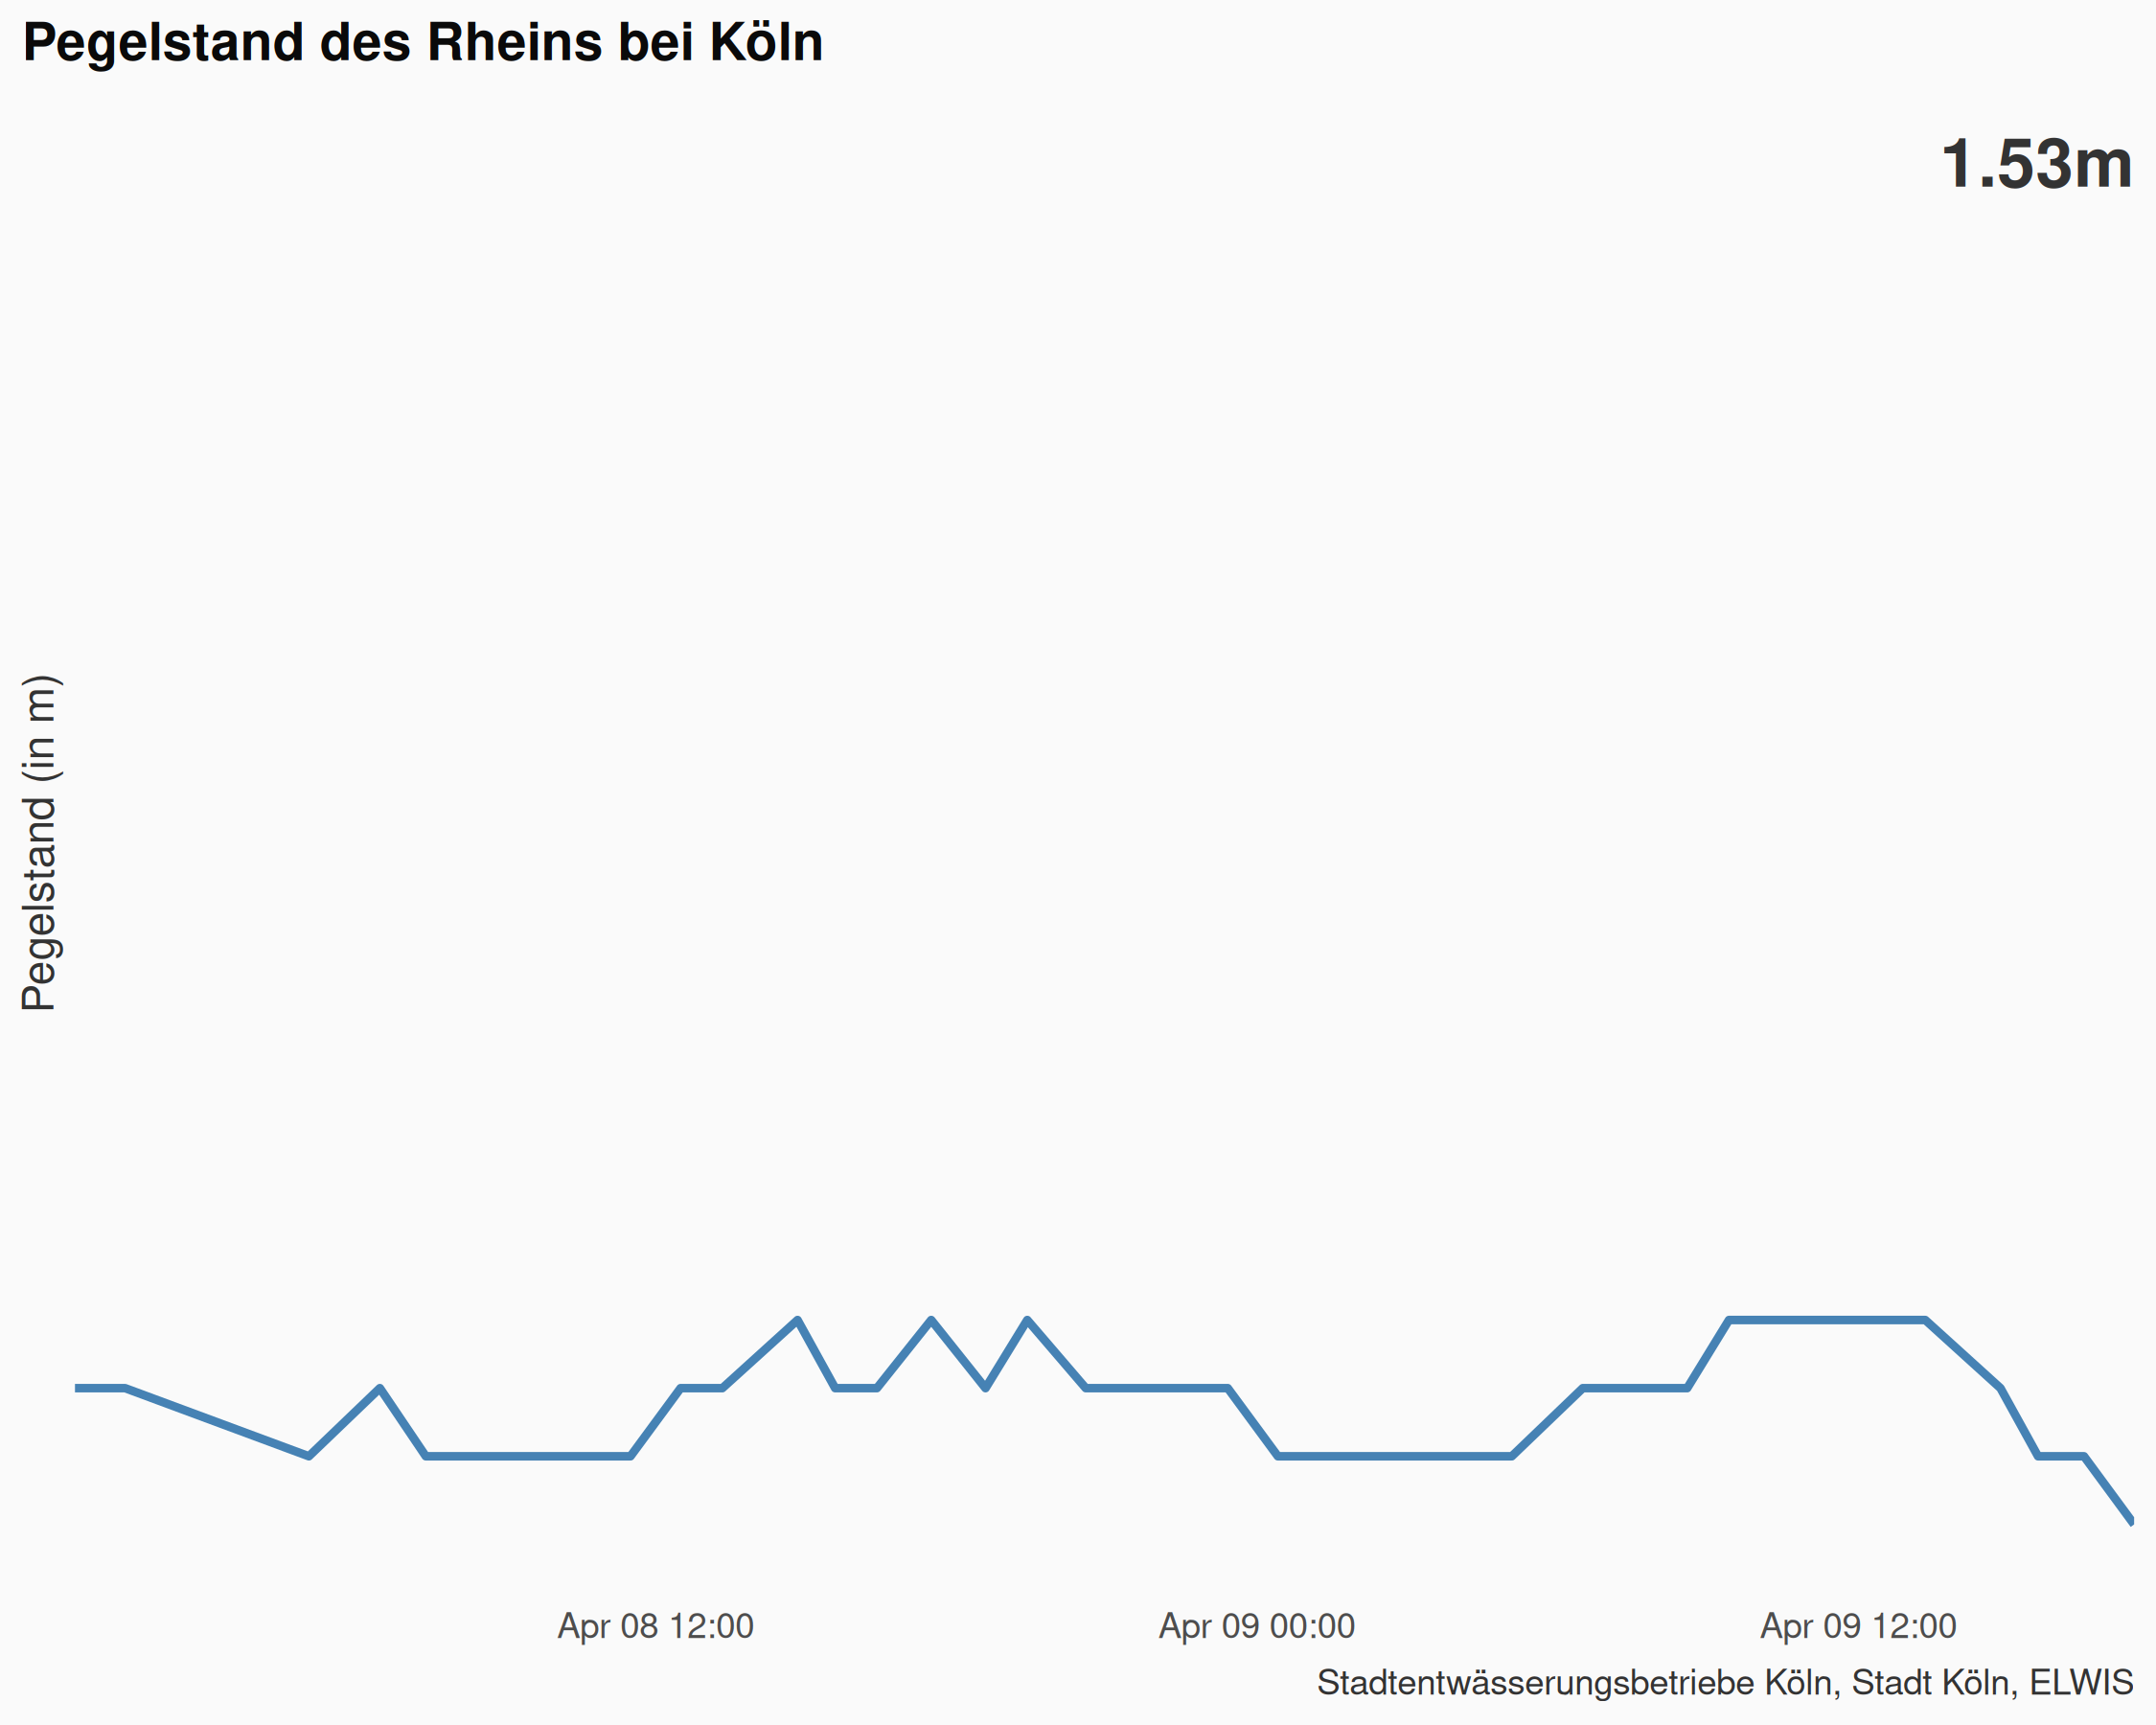 Pegelstand des Rheins bei Köln
1.53m
Pegelstand (in m)
Apr 08 12:00
Apr 09 00:00
Apr 09 12:00
Stadtentwässerungsbetriebe Köln, Stadt Köln, ELWIS